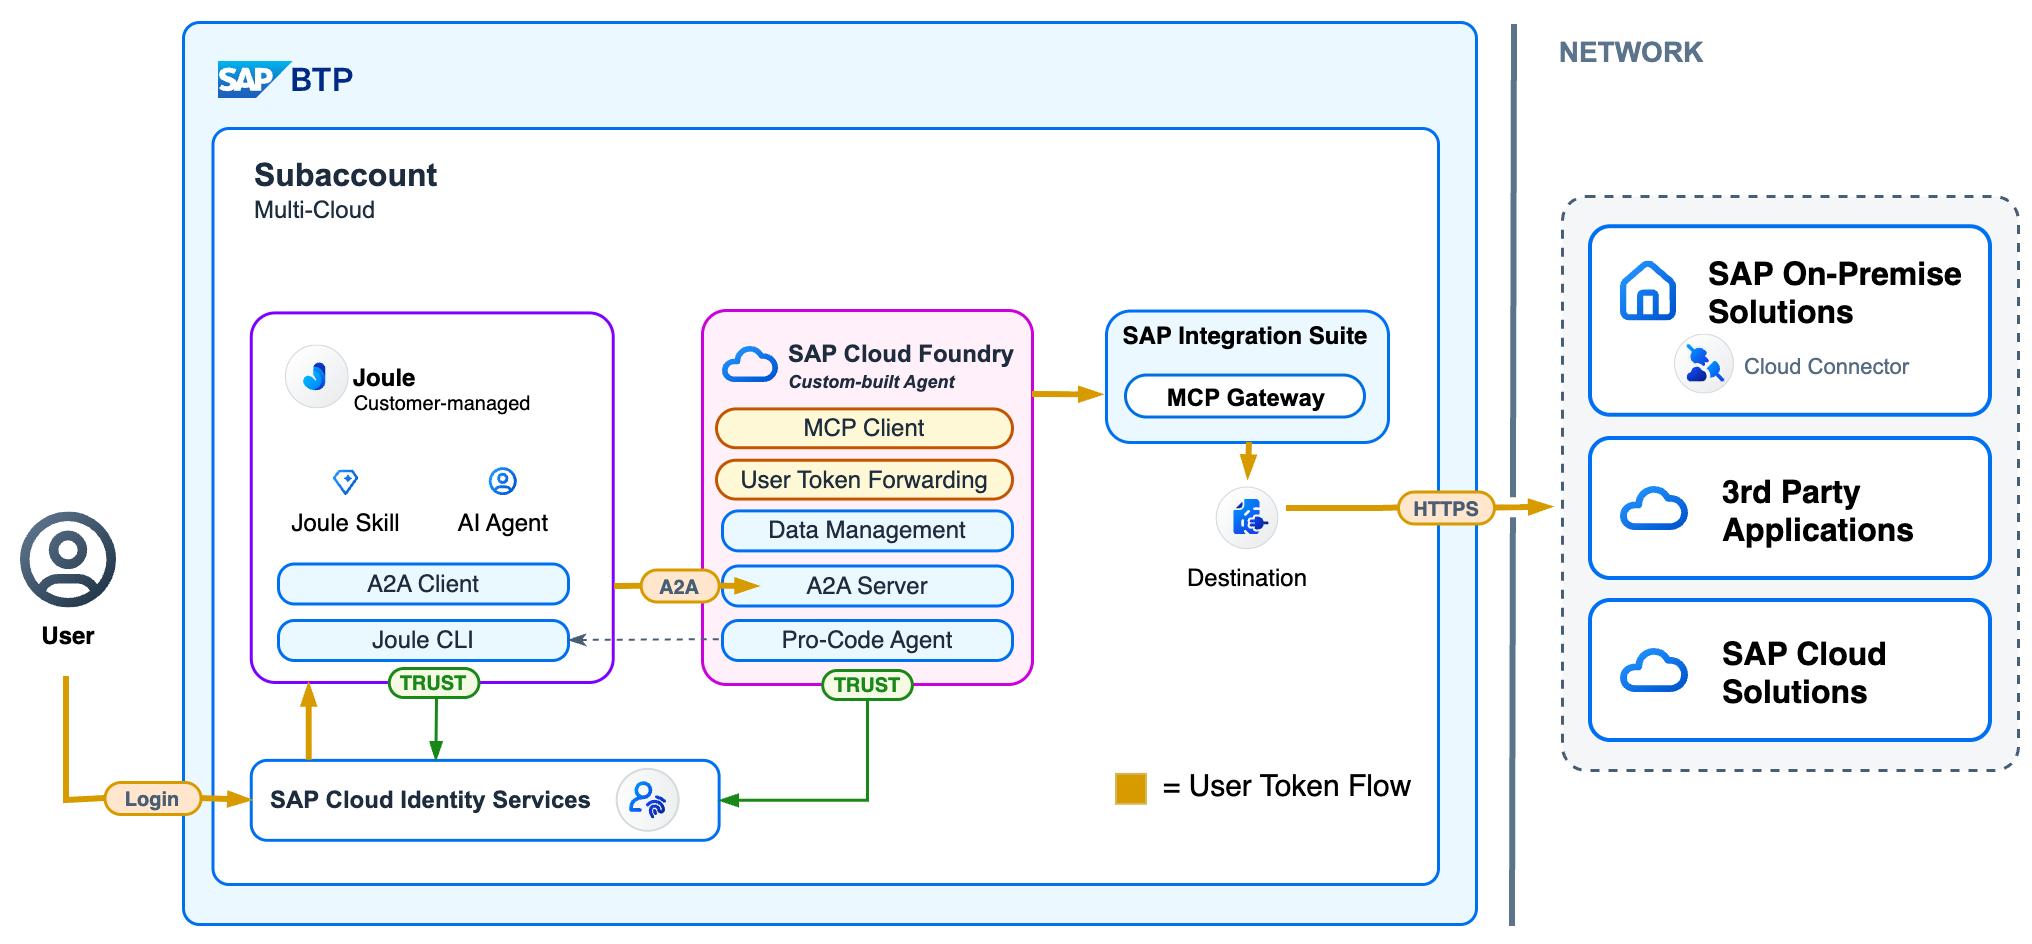 SAP BTP
NETWORK
Subaccount
Multi-Cloud
Joule
Customer-managed
Joule Skill
AI Agent
A2A Client
Joule CLI
TRUST
A2A
SAP Cloud Foundry
Custom-built Agent
MCP Client
User Token Forwarding
Data Management
A2A Server
Pro-Code Agent
TRUST
SAP Integration Suite
MCP Gateway
Destination
HTTPS
SAP On-Premise
Solutions
Cloud Connector
3rd Party
Applications
SAP Cloud
Solutions
User
Login
SAP Cloud Identity Services
= User Token Flow